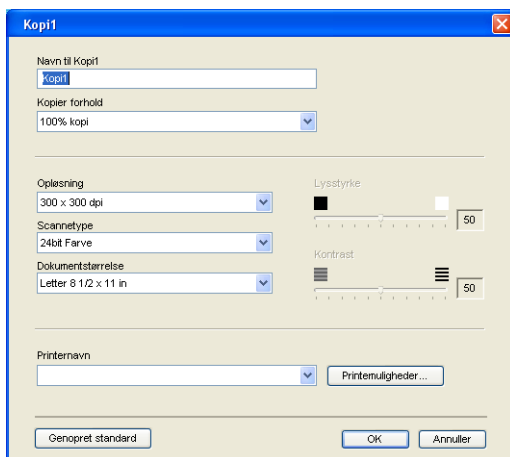 Kopi1
Navn til Kopi1
Kopi1
Kopier forhold
100% kopi
Opløsning
300 x 300 dpi
Scannetype
24bit Farve
Dokumentstørrelse
Letter 8 1/2 x 11 in
Lysstyrke
50
Kontrast
50
Printernavn
Printemuligheder...
Genopret standard
OK
Annuller